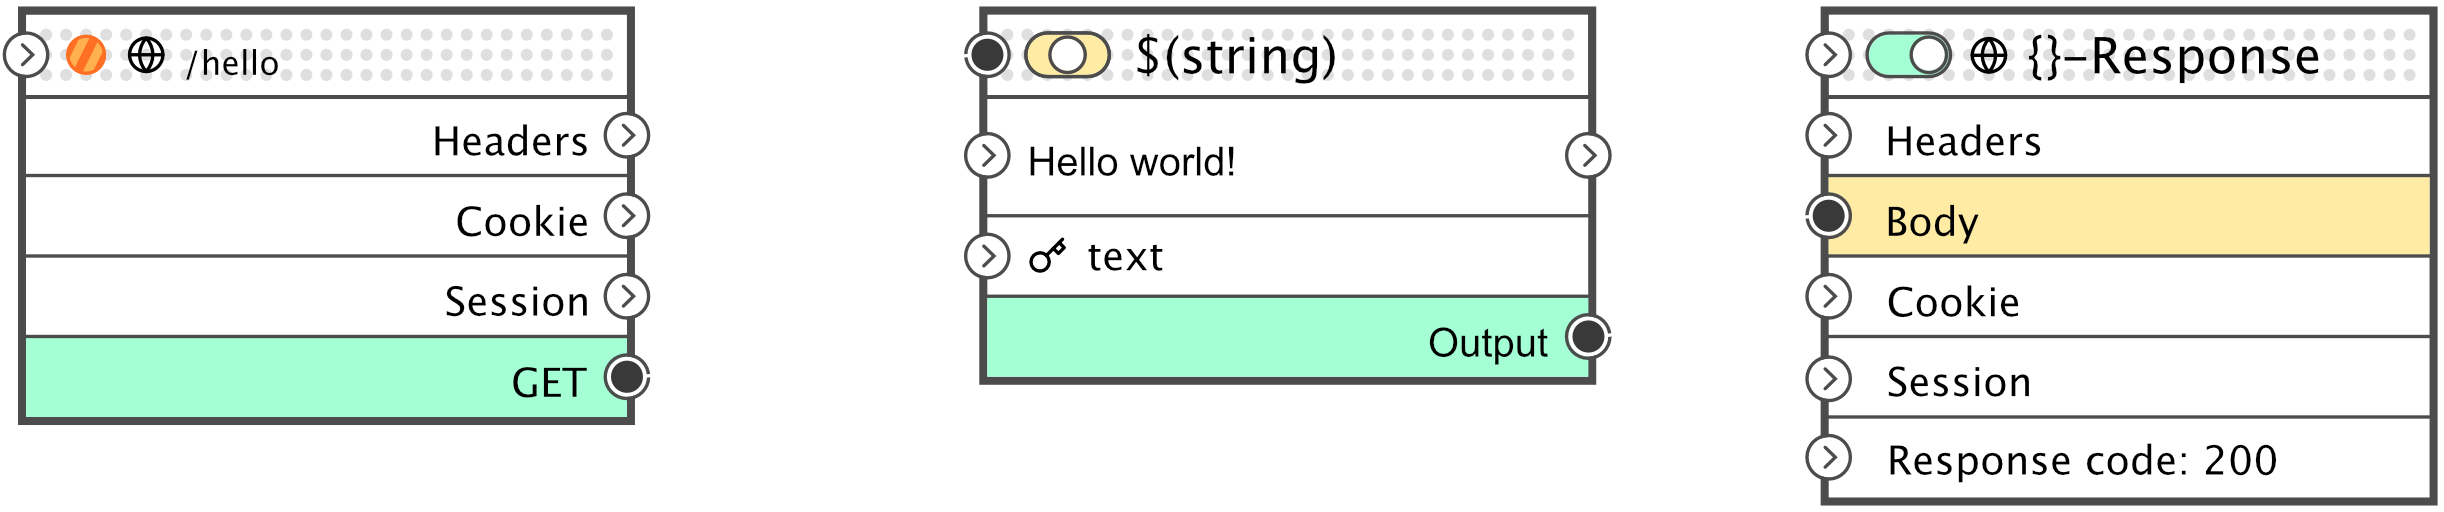 /hello
Headers
Cookie
Session
GET
$(string)
Hello world!
text
Output
{}-Response
Headers
Body
Cookie
Session
Response code: 200